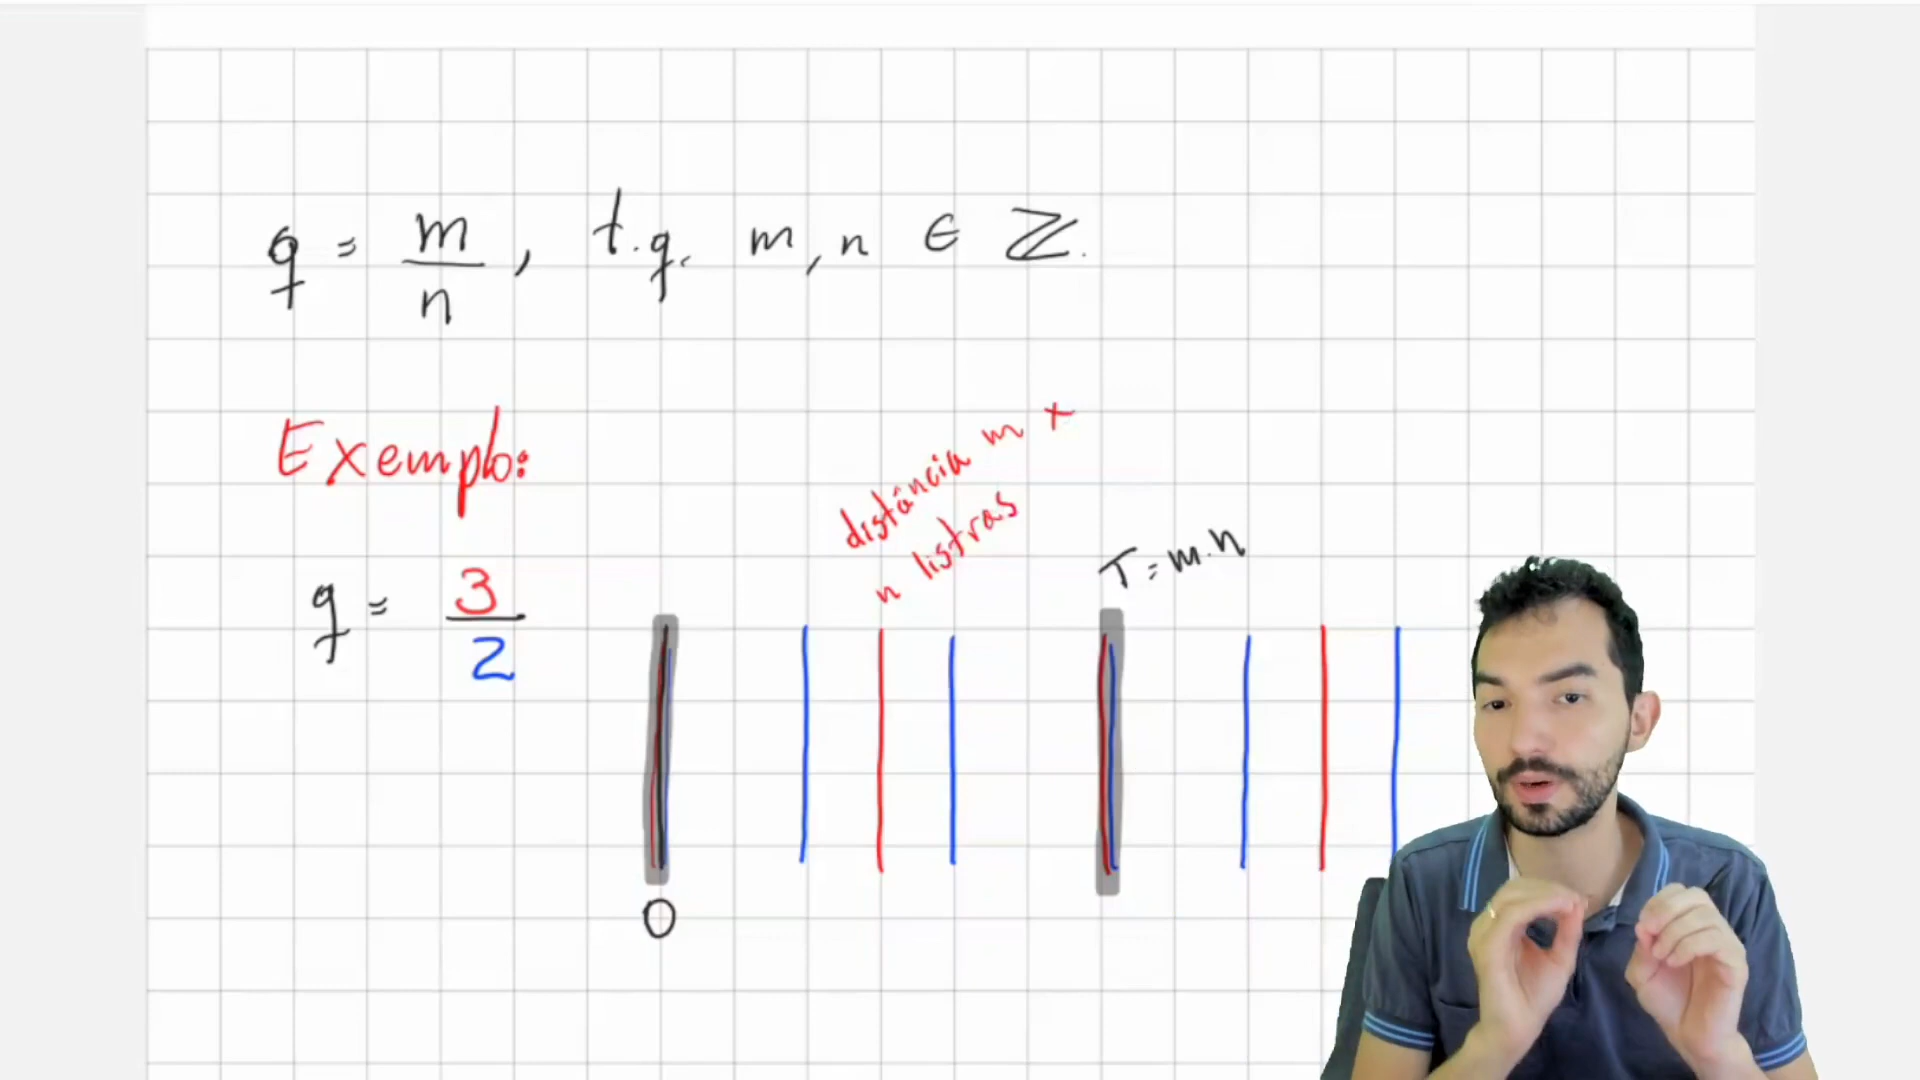 q = m/n, t.q. m, n ∈ ℤ.
Exemplo:
q = 3/2
distância m x
n listras
T = m.n
0